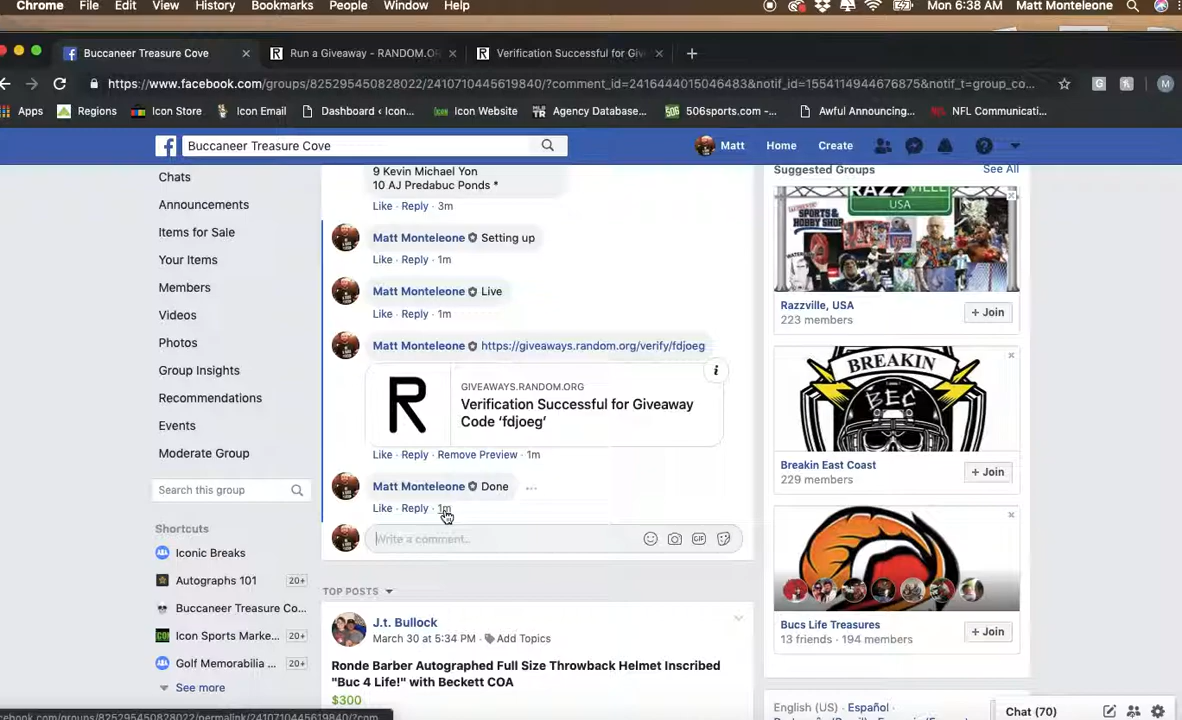 Chrome File Edit View History Bookmarks People Window Help Mon 6:38 AM Matt Monteleone
Buccaneer Treasure Cove Run a Giveaway - RANDOM.OR Verification Successful for Giv
https://www.facebook.com/groups/825295450828022/2410710445619840/?comment_id=2416444015046483&notif_id=1554114944676875&notif_t=group_co...
Apps Regions Icon Store Icon Email Dashboard ‹ Icon... Icon Website Agency Database... 506sports.com -... Awful Announcing... NFL Communicati...
Buccaneer Treasure Cove Matt Home Create
Chats
Announcements
Items for Sale
Your Items
Members
Videos
Photos
Group Insights
Recommendations
Events
Moderate Group
Search this group
Shortcuts
Iconic Breaks
Autographs 101 20+
Buccaneer Treasure Co...
Icon Sports Marke... 20+
Golf Memorabilia ... 20+
See more
9 Kevin Michael Yon
10 AJ Predabuc Ponds *
Like · Reply · 3m
Matt Monteleone Setting up
Like · Reply · 1m
Matt Monteleone Live
Like · Reply · 1m
Matt Monteleone https://giveaways.random.org/verify/fdjoeg
R
GIVEAWAYS.RANDOM.ORG
Verification Successful for Giveaway
Code 'fdjoeg'
Like · Reply · Remove Preview · 1m
Matt Monteleone Done ...
Like · Reply · 1m
Write a comment...
GIF
TOP POSTS
J.t. Bullock
March 30 at 5:34 PM · Add Topics
Ronde Barber Autographed Full Size Throwback Helmet Inscribed
"Buc 4 Life!" with Beckett COA
$300
Suggested Groups See All
RAZZ VILLE
USA
SPORTS &
HOBBY SHOP
Razzville, USA
223 members
+ Join
BREAKIN
BEC
Breakin East Coast
229 members
+ Join
Bucs Life Treasures
13 friends · 194 members
+ Join
English (US) · Español ·
Chat (70)